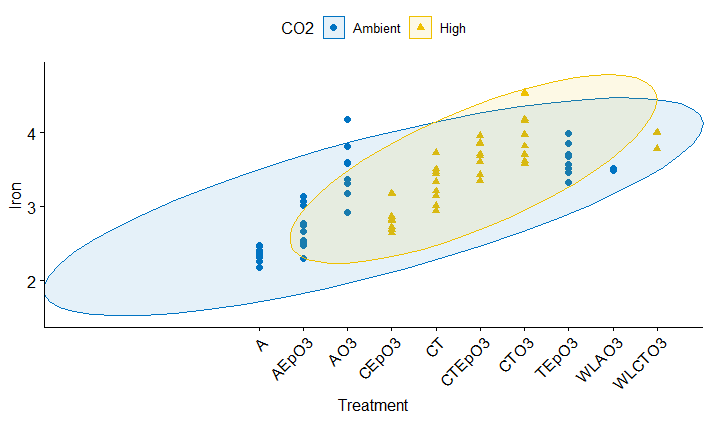 CO2 Ambient High
Iron
4
3
2
A
AEpO3
AO3
CEpO3
CT
CTEpO3
CTO3
TEpO3
WLAO3
WLCTO3
Treatment